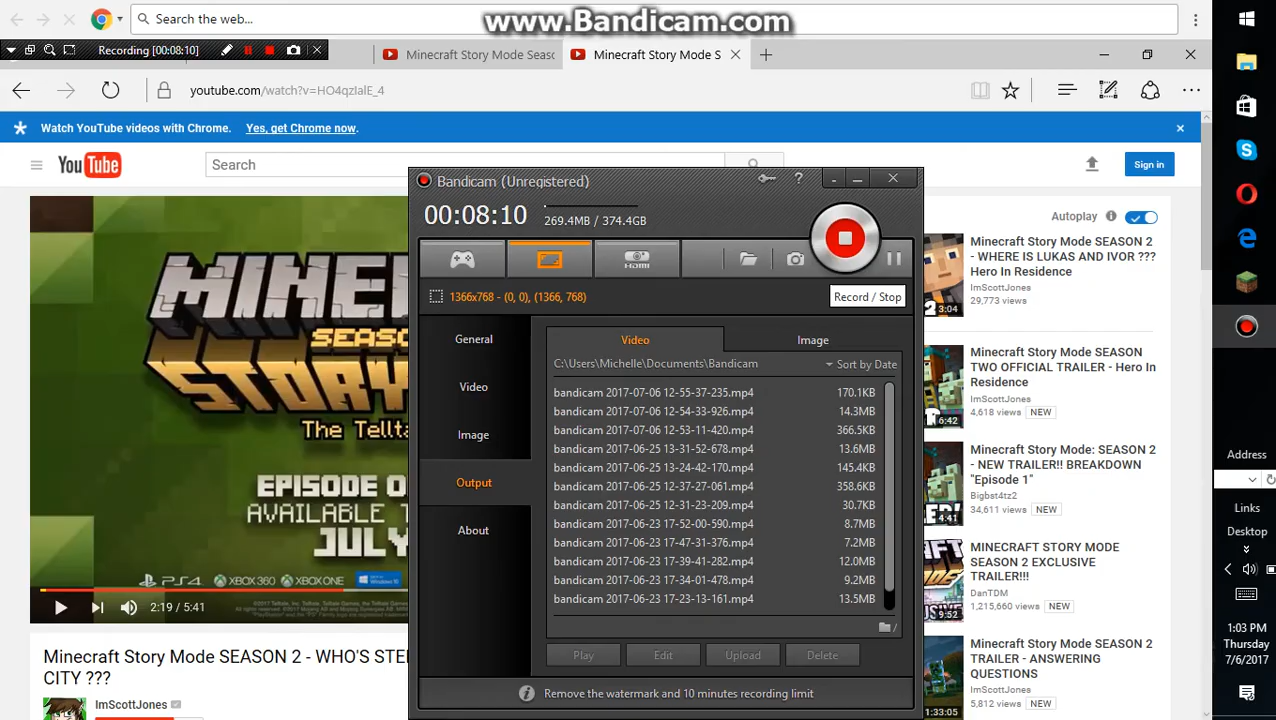 www.Bandicam.com
Search the web...
Recording [00:08:10]
Minecraft Story Mode Seas
Minecraft Story Mode S
youtube.com/watch?v=HO4qzIalE_4
Watch YouTube videos with Chrome. Yes, get Chrome now.
YouTube
Search
Sign in
Bandicam (Unregistered)
00:08:10
269.4MB / 374.4GB
HDMI
1366x768 - (0, 0), (1366, 768)
Record / Stop
General
Video
Image
Output
About
Video
Image
C:\Users\Michelle\Documents\Bandicam
Sort by Date
bandicam 2017-07-06 12-55-37-235.mp4 170.1KB
bandicam 2017-07-06 12-54-33-926.mp4 14.3MB
bandicam 2017-07-06 12-53-11-420.mp4 366.5KB
bandicam 2017-06-25 13-31-52-678.mp4 13.6MB
bandicam 2017-06-25 13-24-42-170.mp4 145.4KB
bandicam 2017-06-25 12-37-27-061.mp4 358.6KB
bandicam 2017-06-25 12-31-23-209.mp4 30.7KB
bandicam 2017-06-23 17-52-00-590.mp4 8.7MB
bandicam 2017-06-23 17-47-31-376.mp4 7.2MB
bandicam 2017-06-23 17-39-41-282.mp4 12.0MB
bandicam 2017-06-23 17-34-01-478.mp4 3.2MB
bandicam 2017-06-23 17-23-13-161.mp4 13.5MB
Play
Edit
Upload
Delete
Remove the watermark and 10 minutes recording limit
MINE
SEASO
STORY
The Tellta
EPISODE O
AVAILABLE T
JULY
PS4 XBOX 360 XBOX ONE Windows 10
2:19 / 5:41
Minecraft Story Mode SEASON 2 - WHO'S STE
CITY ???
ImScottJones
Autoplay
Minecraft Story Mode SEASON 2
- WHERE IS LUKAS AND IVOR ???
Hero In Residence
ImScottJones
29,773 views
3:04
Minecraft Story Mode SEASON
TWO OFFICIAL TRAILER - Hero In
Residence
ImScottJones
4,618 views NEW
6:42
Minecraft Story Mode: SEASON 2
- NEW TRAILER!! BREAKDOWN
"Episode 1"
Bigbst4tz2
34,611 views NEW
4:41
MINECRAFT STORY MODE
SEASON 2 EXCLUSIVE
TRAILER!!!
DanTDM
1,215,660 views NEW
9:52
Minecraft Story Mode SEASON 2
TRAILER - ANSWERING
QUESTIONS
ImScottJones
5,812 views NEW
1:33:05
Address
Links
Desktop
1:03 PM
Thursday
7/6/2017